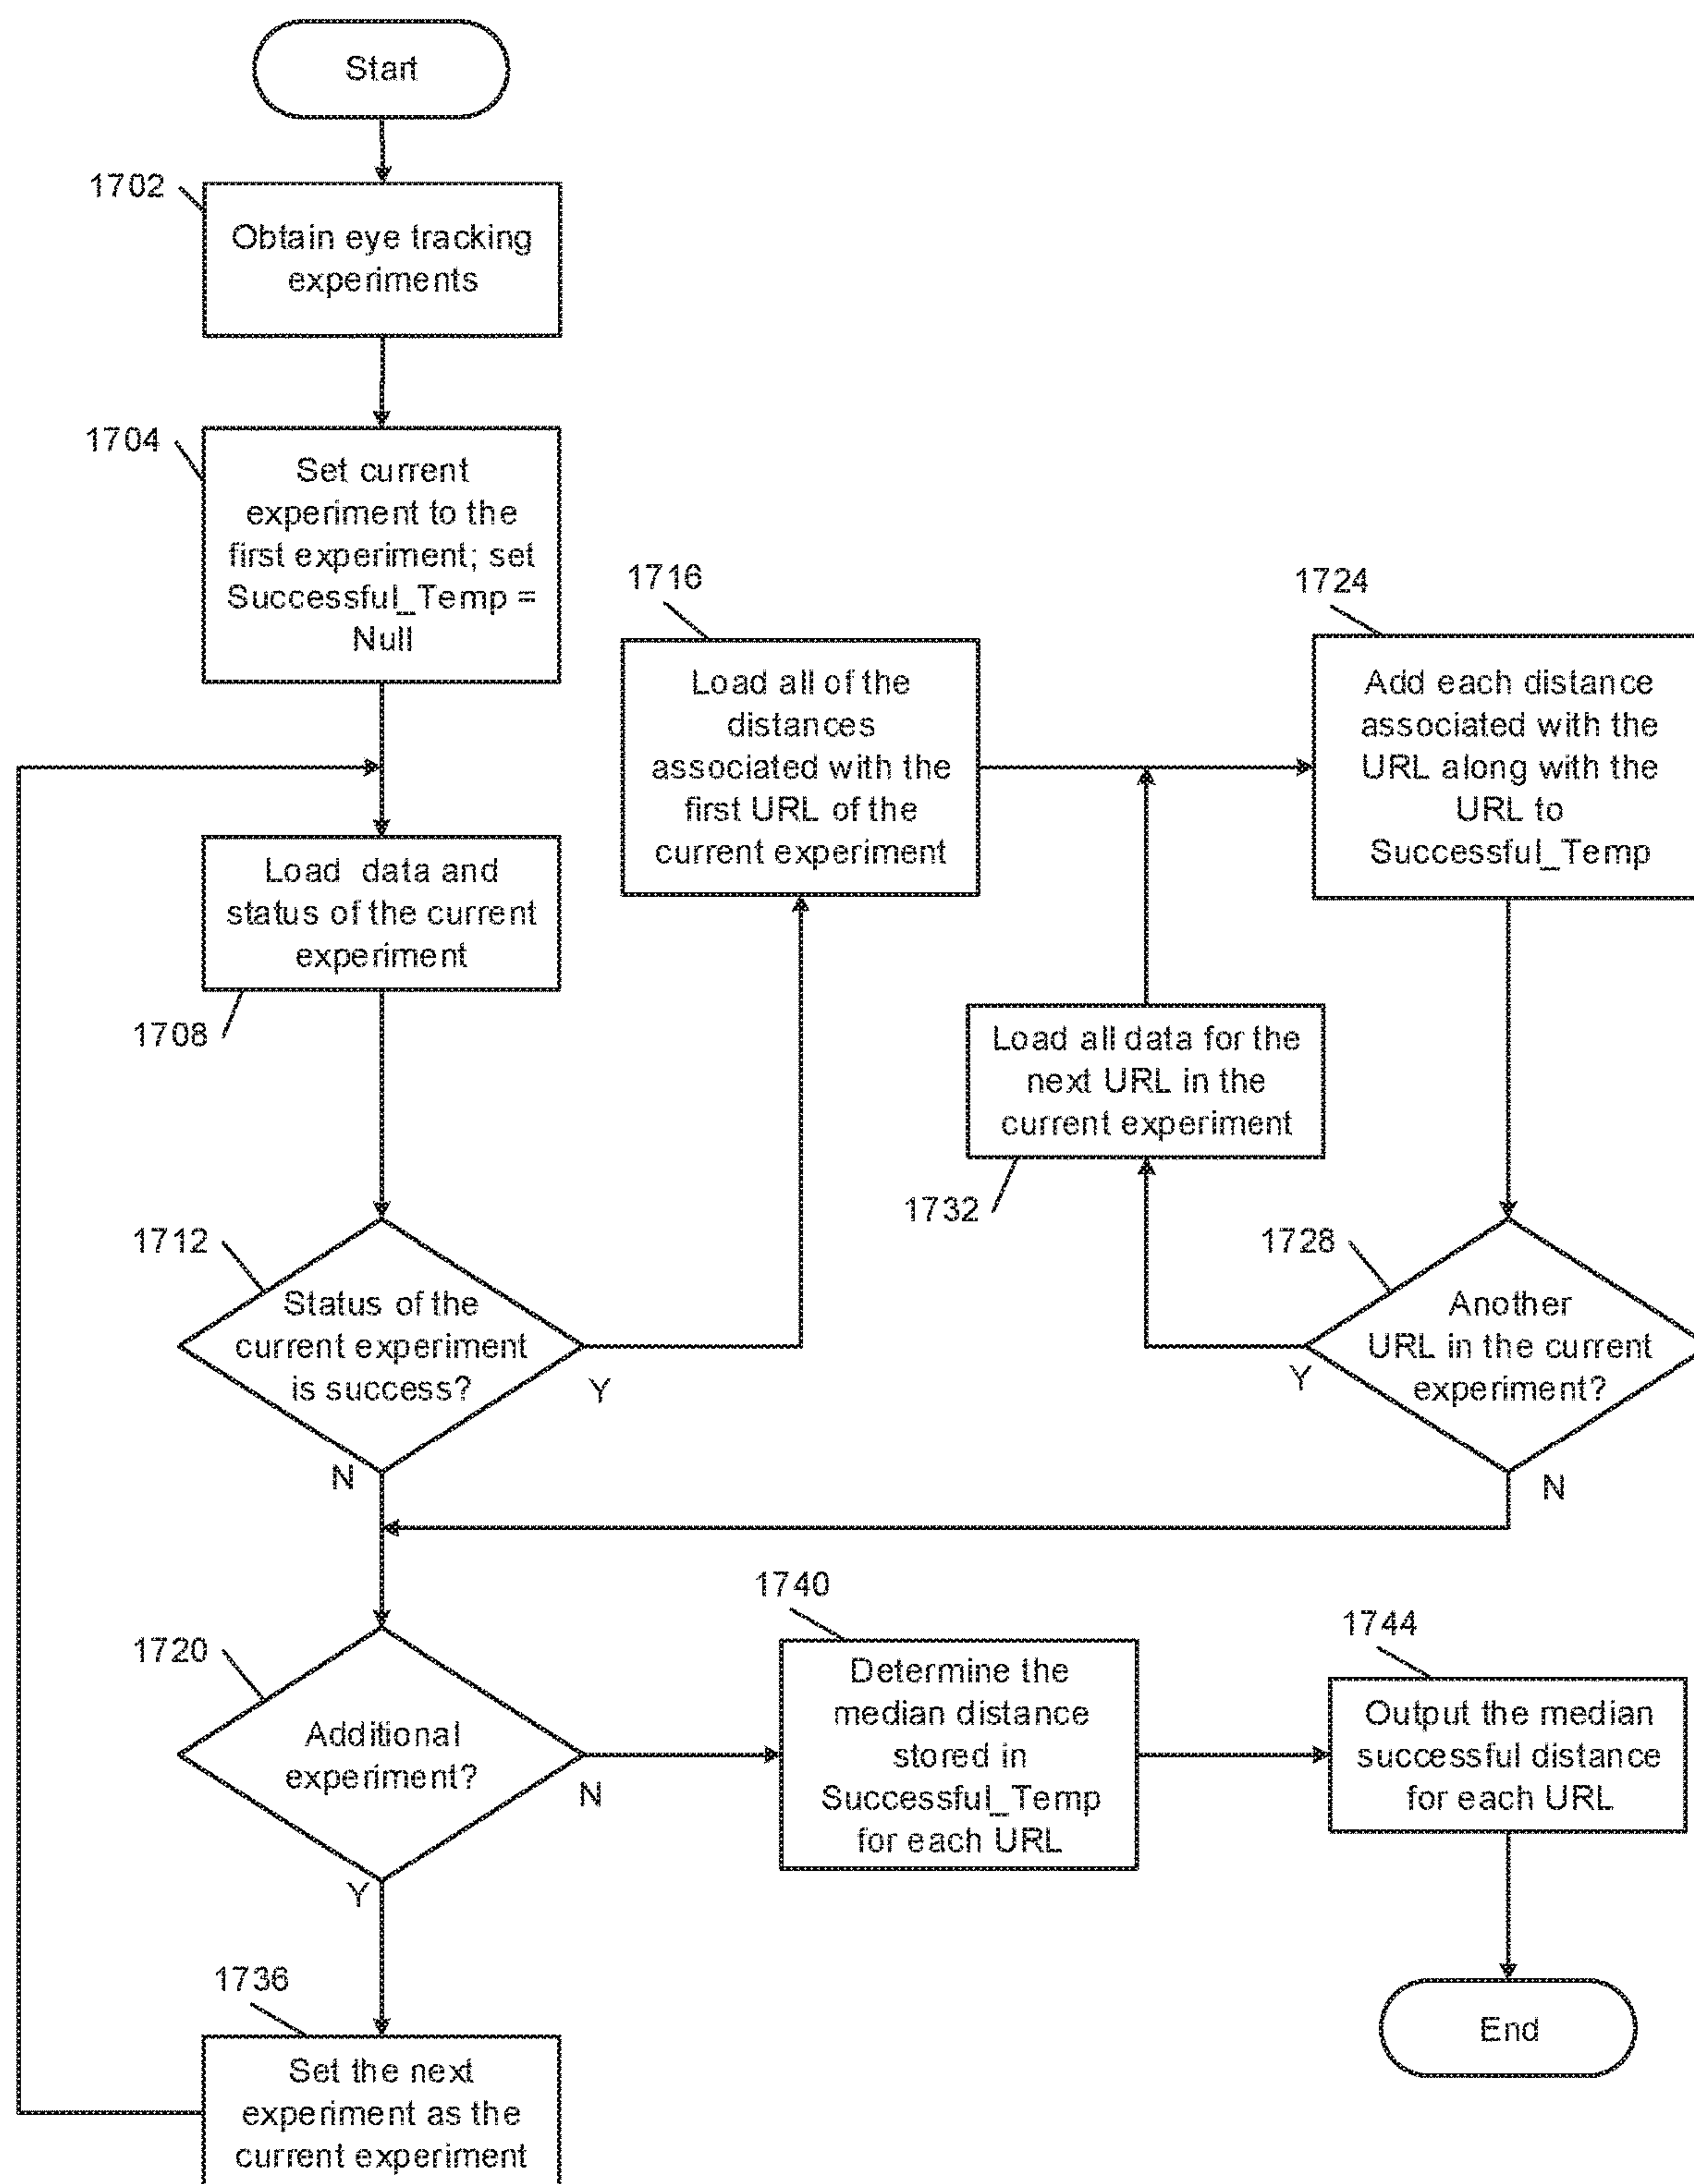 Start
1702
Obtain eye tracking
experiments
1704
Set current
experiment to the
first experiment; set
Successful_Temp =
Null
1716
Load all of the
distances
associated with the
first URL of the
current experiment
1724
Add each distance
associated with the
URL along with the
URL to
Successful_Temp
Load data and
status of the current
experiment
1708
Load all data for the
next URL in the
current experiment
1732
1712
Status of the
current experiment
is success?
Y
N
1728
Another
URL in the current
experiment?
Y
N
1720
Additional
experiment?
N
Y
1740
Determine the
median distance
stored in
Successful_Temp
for each URL
1744
Output the median
successful distance
for each URL
1736
Set the next
experiment as the
current experiment
End